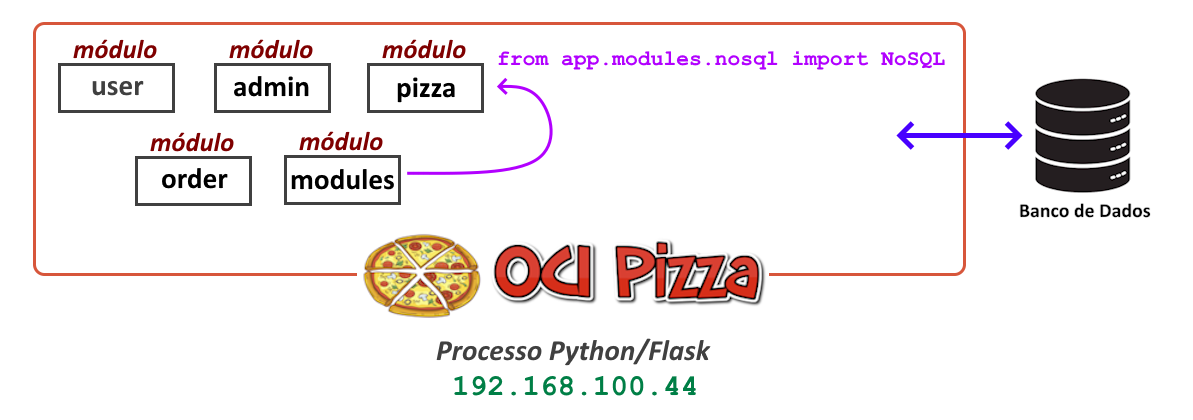 módulo
user
módulo
admin
módulo
pizza
from app.modules.nosql import NoSQL
módulo
order
módulo
modules
Banco de Dados
OCI Pizza
Processo Python/Flask
192.168.100.44